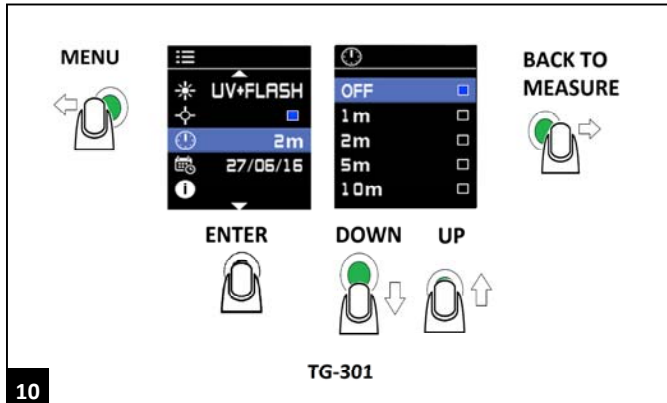 MENU
UV+FLASH
2m
27/06/16
OFF
1m
2m
5m
10m
BACK TO
MEASURE
ENTER
DOWN
UP
TG-301
10